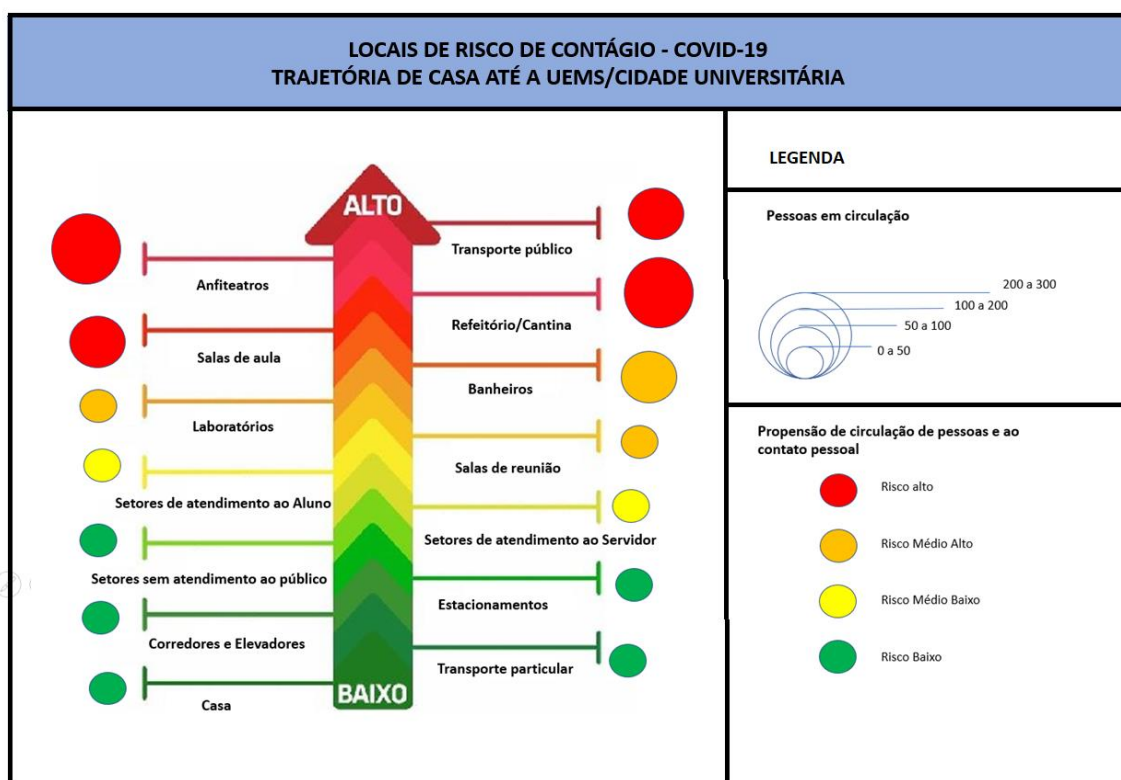 LOCAIS DE RISCO DE CONTÁGIO - COVID-19
TRAJETÓRIA DE CASA ATÉ A UEMS/CIDADE UNIVERSITÁRIA
ALTO
Transporte público
Anfiteatros
Refeitório/Cantina
Salas de aula
Banheiros
Laboratórios
Salas de reunião
Setores de atendimento ao Aluno
Setores de atendimento ao Servidor
Setores sem atendimento ao público
Estacionamentos
Corredores e Elevadores
Transporte particular
BAIXO
Casa
LEGENDA
Pessoas em circulação
200 a 300
100 a 200
50 a 100
0 a 50
Propensão de circulação de pessoas e ao
contato pessoal
Risco alto
Risco Médio Alto
Risco Médio Baixo
Risco Baixo